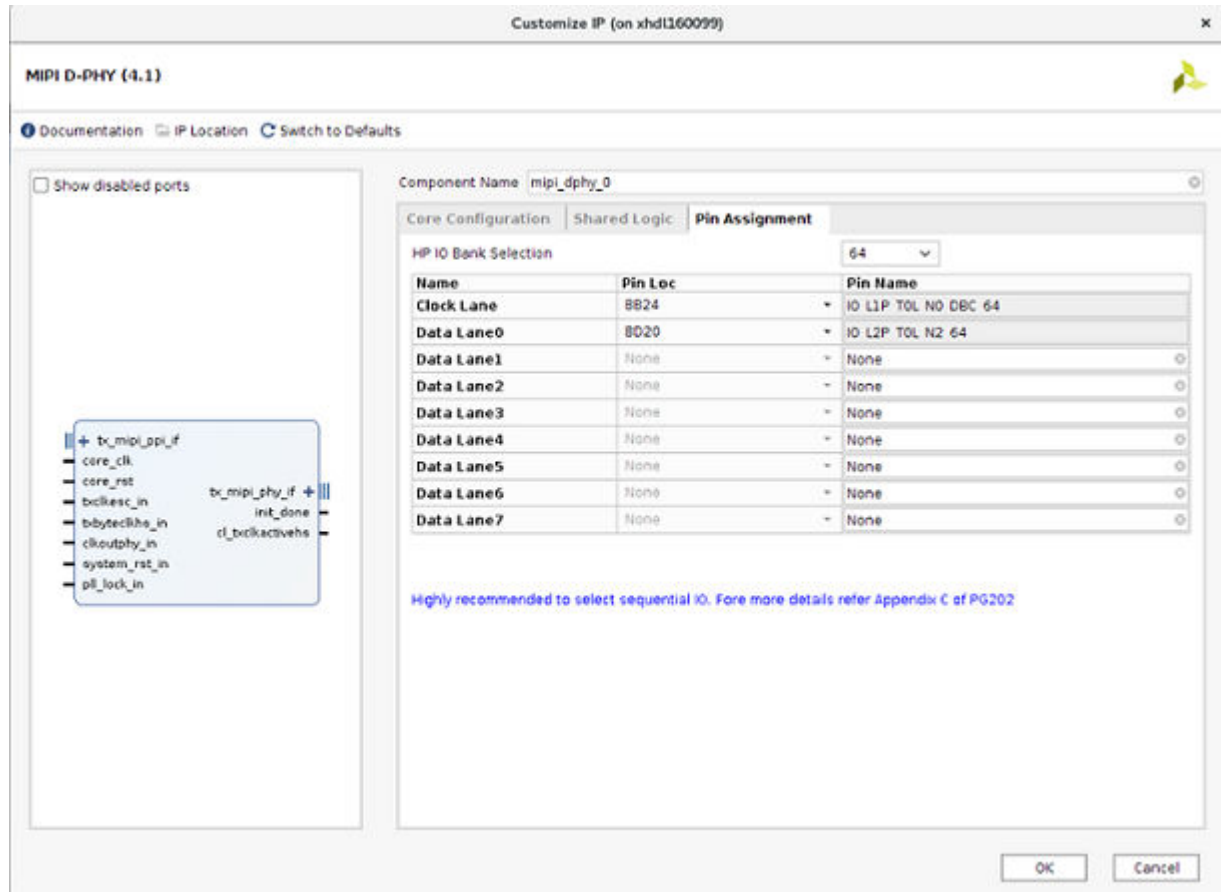 Customize IP (on xhdl160099)
MIPI D-PHY (4.1)
Documentation IP Location Switch to Defaults
Show disabled ports
Component Name mipi_dphy_0
Core Configuration Shared Logic Pin Assignment
HP IO Bank Selection 64
Name Pin Loc Pin Name
Clock Lane BB24 IO L1P T0L N0 DBC 64
Data Lane0 BD20 IO L2P T0L N2 64
Data Lane1 None None
Data Lane2 None None
Data Lane3 None None
Data Lane4 None None
Data Lane5 None None
Data Lane6 None None
Data Lane7 None None
tx_mipi_ppi_if
core_clk
core_rst
txclkesc_in
txbyteclkhs_in
clkoutphy_in
system_rst_in
pll_lock_in
tx_mipi_phy_if
init_done
cl_txclkactivehs
Highly recommended to select sequential IO. Fore more details refer Appendix C of PG202
OK Cancel